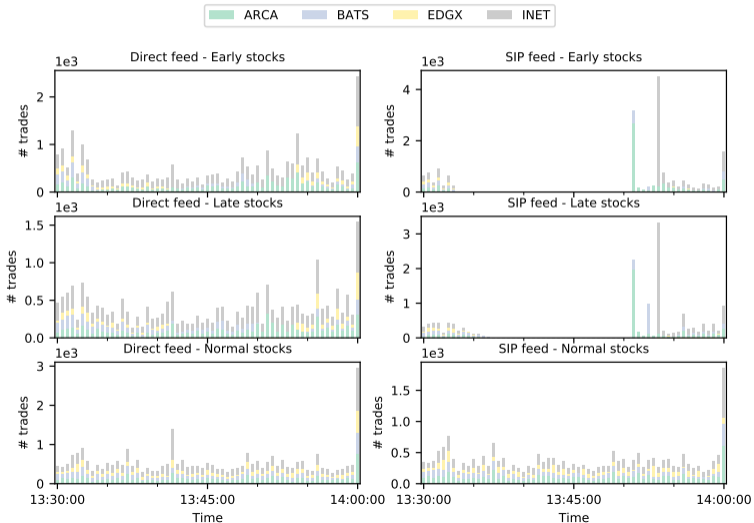 ARCA BATS EDGX INET
Direct feed - Early stocks
1e3
# trades
2
1
0
SIP feed - Early stocks
1e3
# trades
4
2
0
Direct feed - Late stocks
1e3
# trades
1.5
1.0
0.5
0.0
SIP feed - Late stocks
1e3
# trades
3
2
1
0
Direct feed - Normal stocks
1e3
# trades
3
2
1
0
13:30:00 13:45:00 14:00:00
Time
SIP feed - Normal stocks
1e3
# trades
1.5
1.0
0.5
0.0
13:30:00 13:45:00 14:00:00
Time